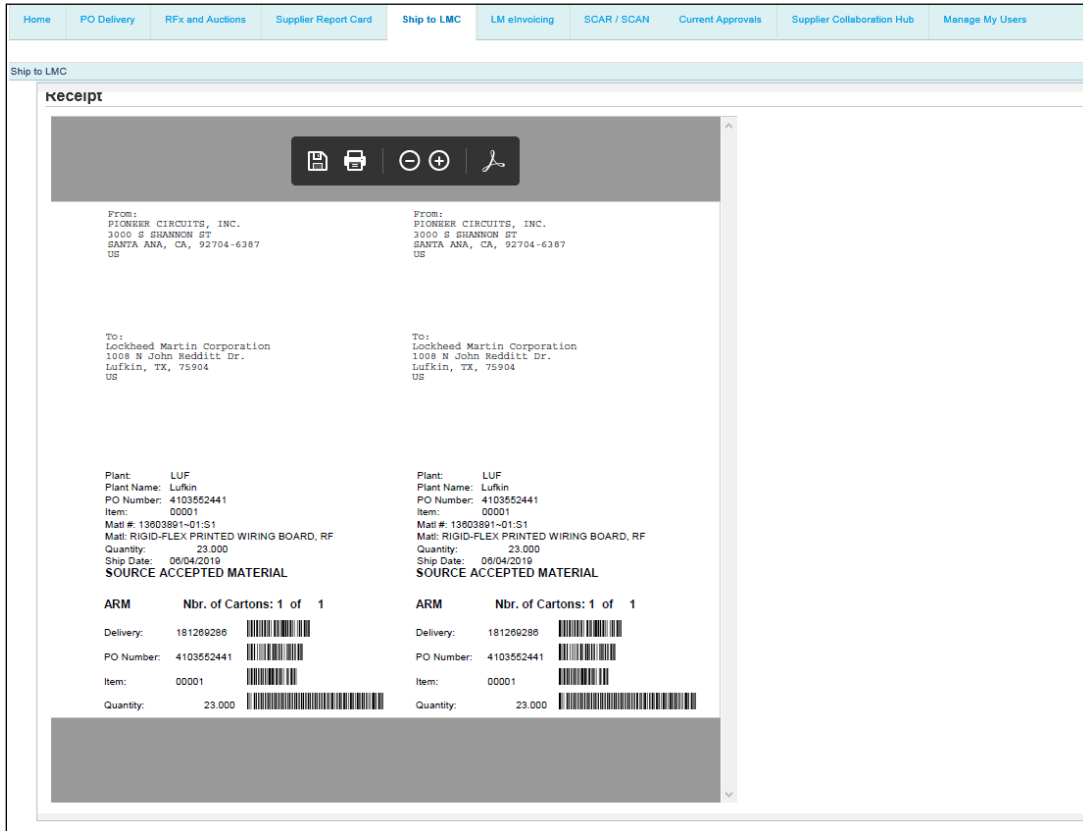 Home PO Delivery RFx and Auctions Supplier Report Card Ship to LMC LM eInvoicing SCAR / SCAN Current Approvals Supplier Collaboration Hub Manage My Users
Ship to LMC
Receipt
From:
PIONEER CIRCUITS, INC.
3000 S SHANNON ST
SANTA ANA, CA, 92704-6387
US
To:
Lockheed Martin Corporation
1008 N John Redditt Dr.
Lufkin, TX, 75904
US
Plant: LUF
Plant Name: Lufkin
PO Number: 4103552441
Item: 00001
Matl #: 13603891~01:S1
Matl: RIGID-FLEX PRINTED WIRING BOARD, RF
Quantity: 23.000
Ship Date: 06/04/2019
SOURCE ACCEPTED MATERIAL
ARM Nbr. of Cartons: 1 of 1
Delivery: 181269286
PO Number: 4103552441
Item: 00001
Quantity: 23.000
From:
PIONEER CIRCUITS, INC.
3000 S SHANNON ST
SANTA ANA, CA, 92704-6387
US
To:
Lockheed Martin Corporation
1008 N John Redditt Dr.
Lufkin, TX, 75904
US
Plant: LUF
Plant Name: Lufkin
PO Number: 4103552441
Item: 00001
Matl #: 13603891~01:S1
Matl: RIGID-FLEX PRINTED WIRING BOARD, RF
Quantity: 23.000
Ship Date: 06/04/2019
SOURCE ACCEPTED MATERIAL
ARM Nbr. of Cartons: 1 of 1
Delivery: 181269286
PO Number: 4103552441
Item: 00001
Quantity: 23.000